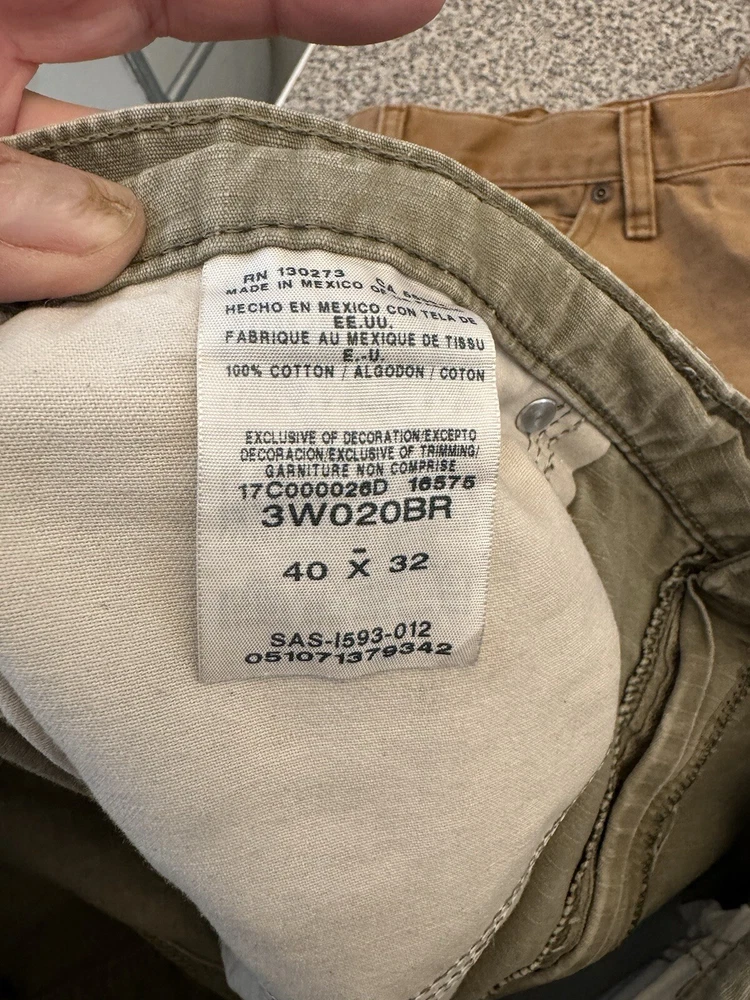 RN 130273 CA
MADE IN MEXICO OF
HECHO EN MEXICO CON TELA DE
EE.UU.
FABRIQUE AU MEXIQUE DE TISSU
E.-U.
100% COTTON / ALGODON / COTON
EXCLUSIVE OF DECORATION/EXCEPTO
DECORACION/EXCLUSIVE OF TRIMMING/
GARNITURE NON COMPRISE
17C000026D 16575
3W020BR
40 X 32
SAS-I593-012
051071379342